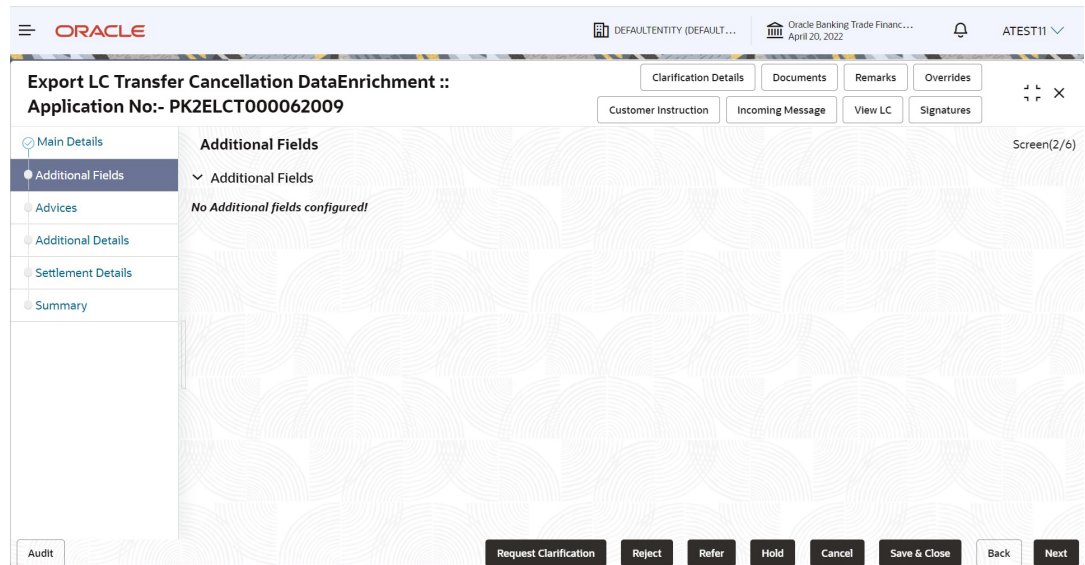 ORACLE
DEFAULTENTITY (DEFAULT...
Oracle Banking Trade Financ...
April 20, 2022
ATEST11
Export LC Transfer Cancellation DataEnrichment ::
Application No:- PK2ELCT000062009
Clarification Details
Documents
Remarks
Overrides
Customer Instruction
Incoming Message
View LC
Signatures
Main Details
Additional Fields
Advices
Additional Details
Settlement Details
Summary
Additional Fields
Screen(2/6)
Additional Fields
No Additional fields configured!
Audit
Request Clarification
Reject
Refer
Hold
Cancel
Save & Close
Back
Next